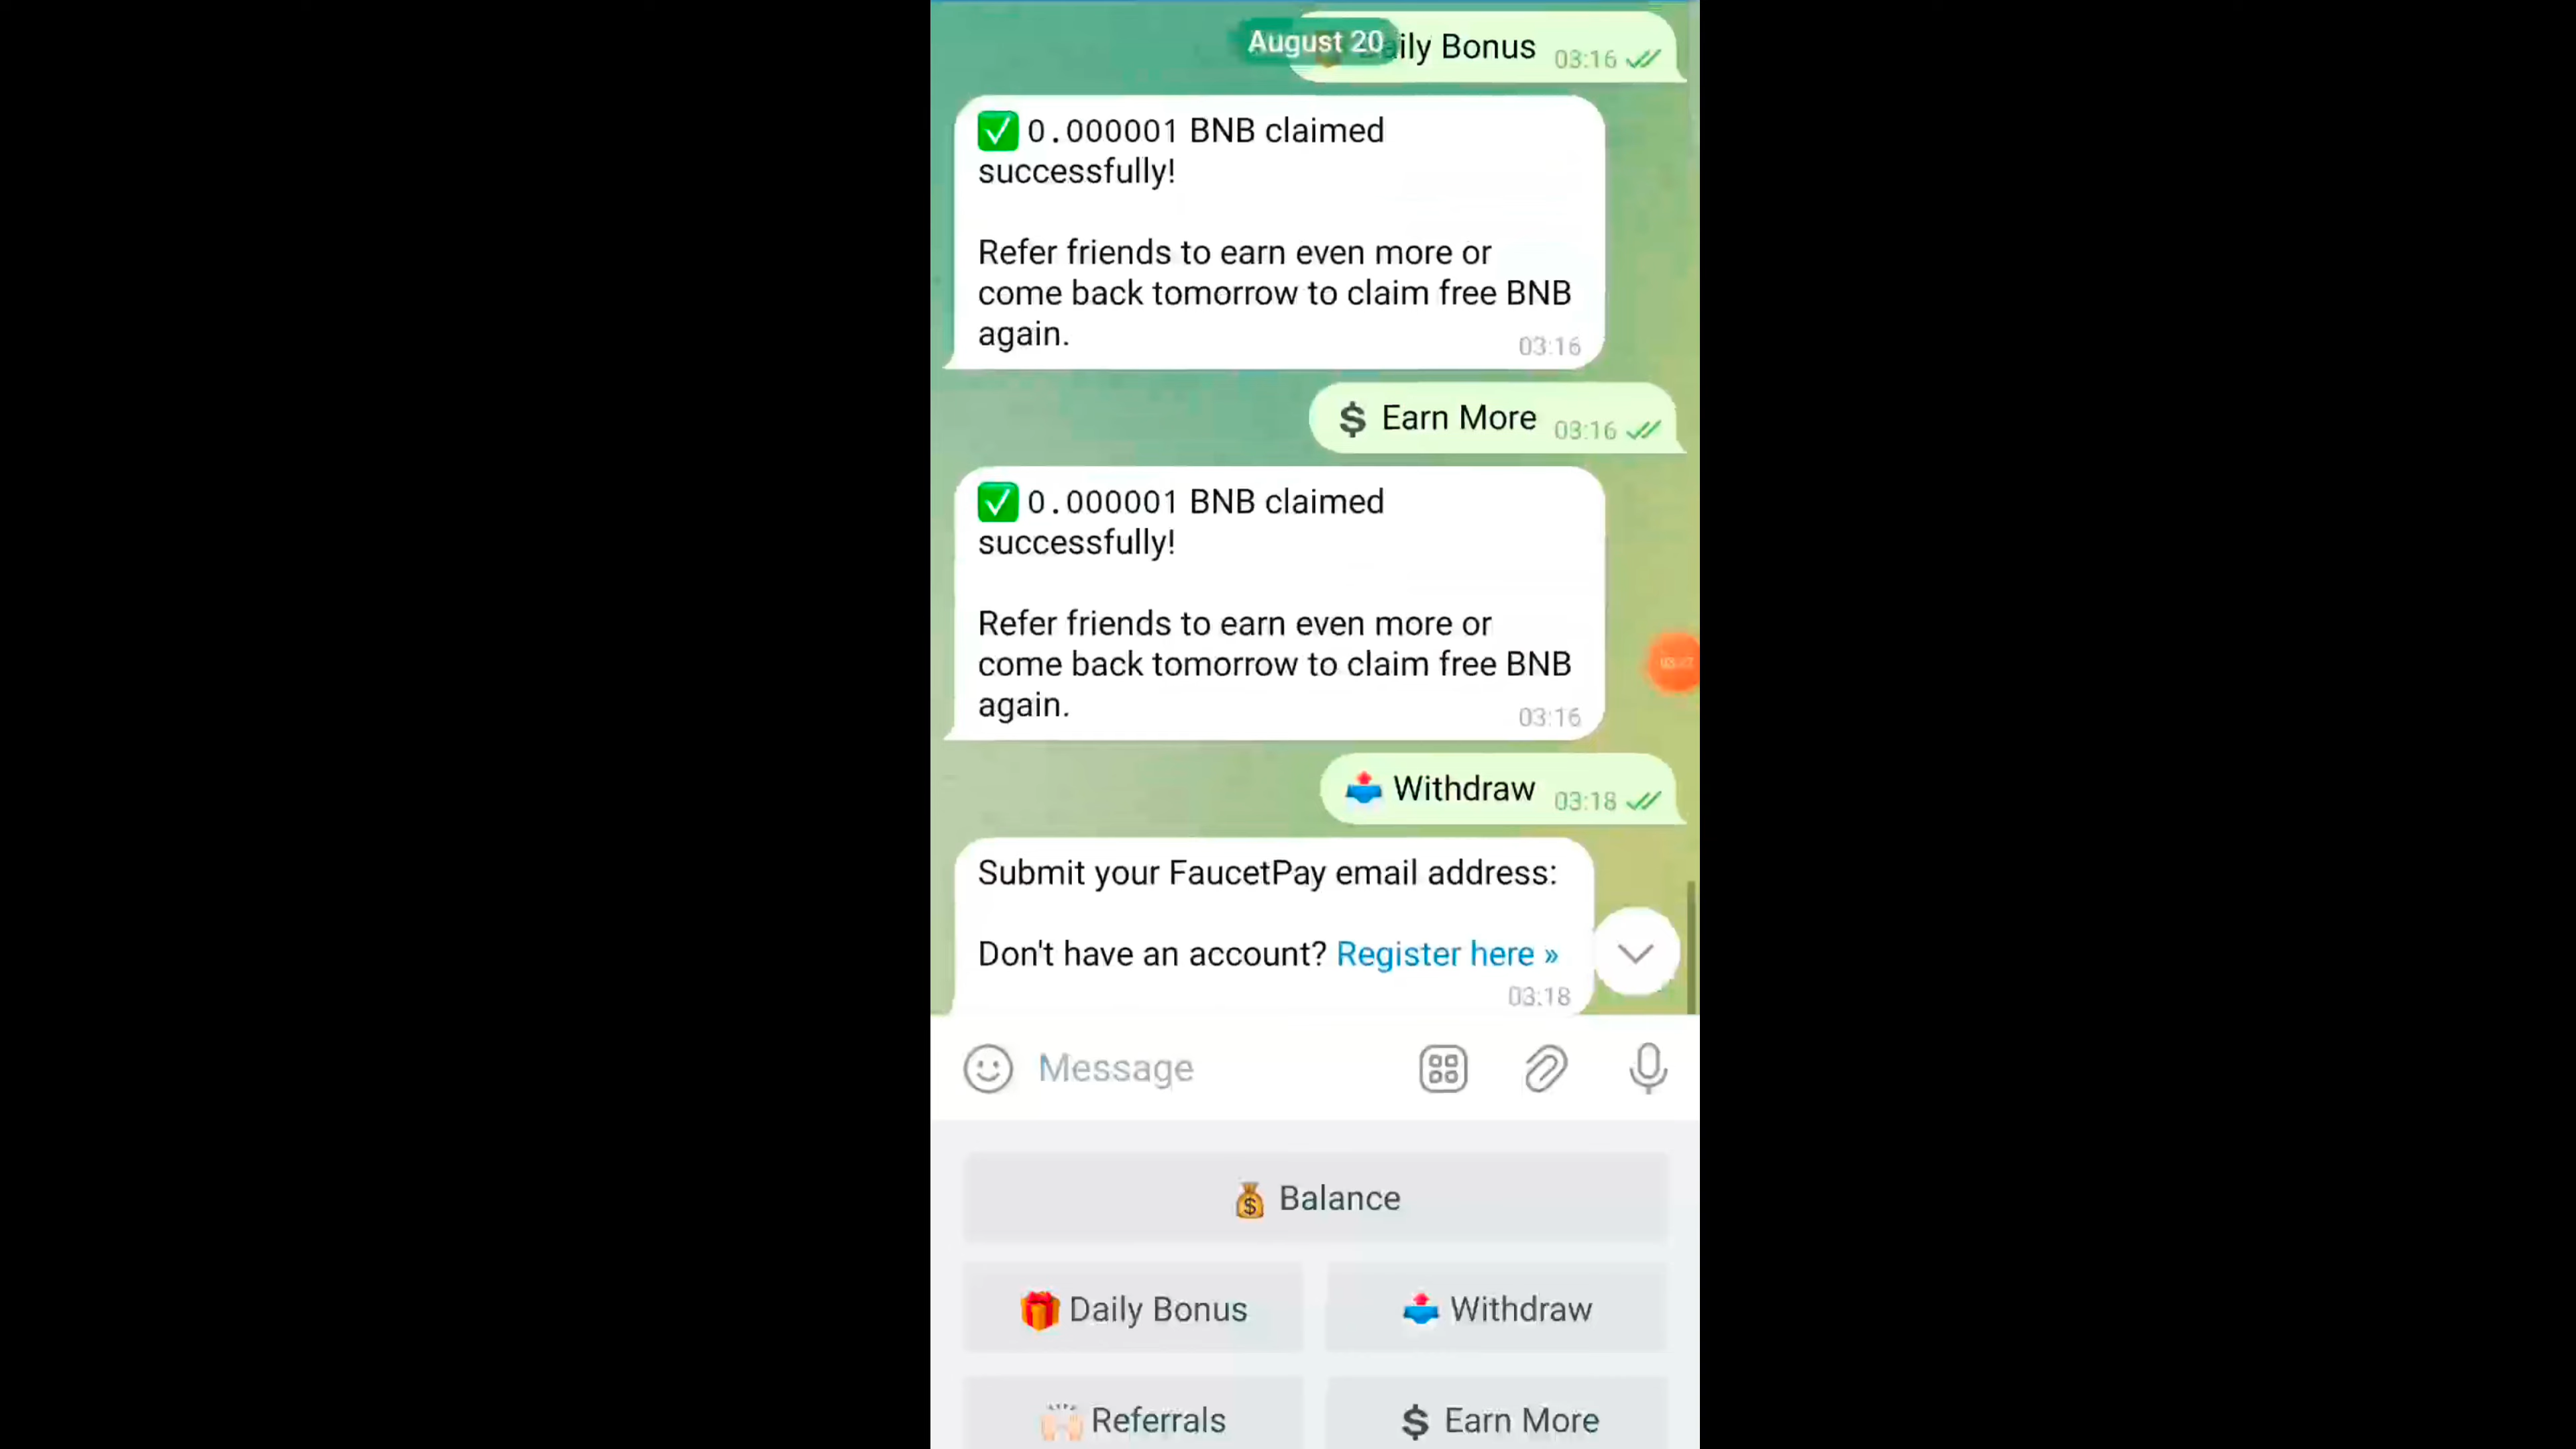 August 20
aily Bonus 03:16
✅ 0.000001 BNB claimed
successfully!
Refer friends to earn even more or
come back tomorrow to claim free BNB
again.
03:16
$ Earn More 03:16
✅ 0.000001 BNB claimed
successfully!
Refer friends to earn even more or
come back tomorrow to claim free BNB
again.
03:16
Withdraw 03:18
Submit your FaucetPay email address:
Don't have an account? Register here »
03:18
Message
Balance
Daily Bonus
Withdraw
Referrals
$ Earn More